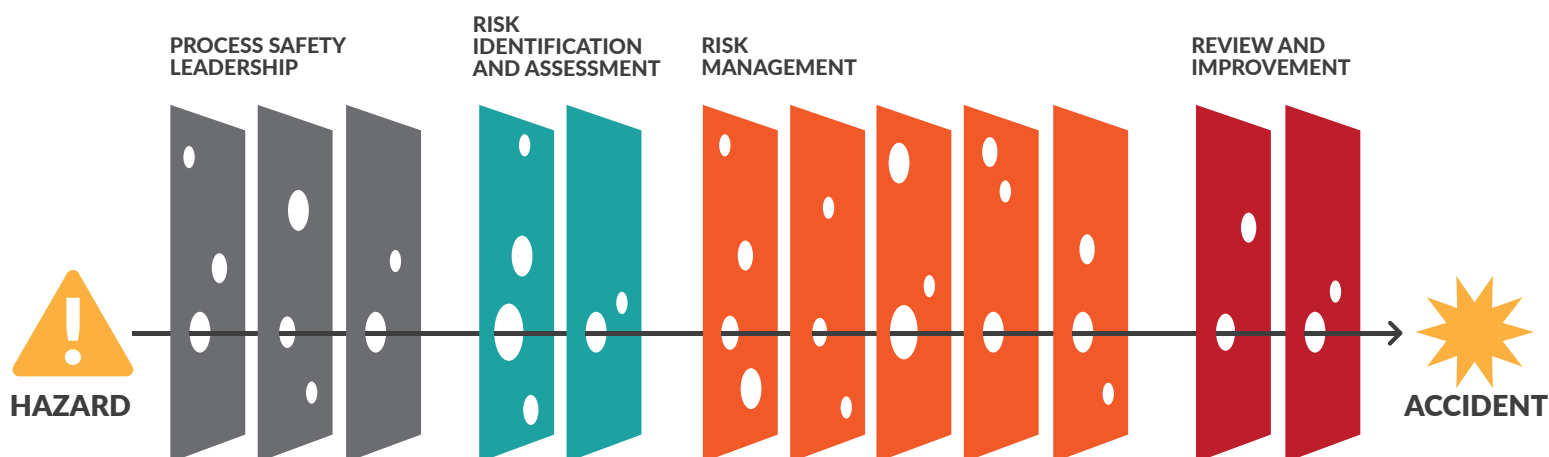 PROCESS SAFETY
LEADERSHIP
RISK
IDENTIFICATION
AND ASSESSMENT
RISK
MANAGEMENT
REVIEW AND
IMPROVEMENT
HAZARD
ACCIDENT